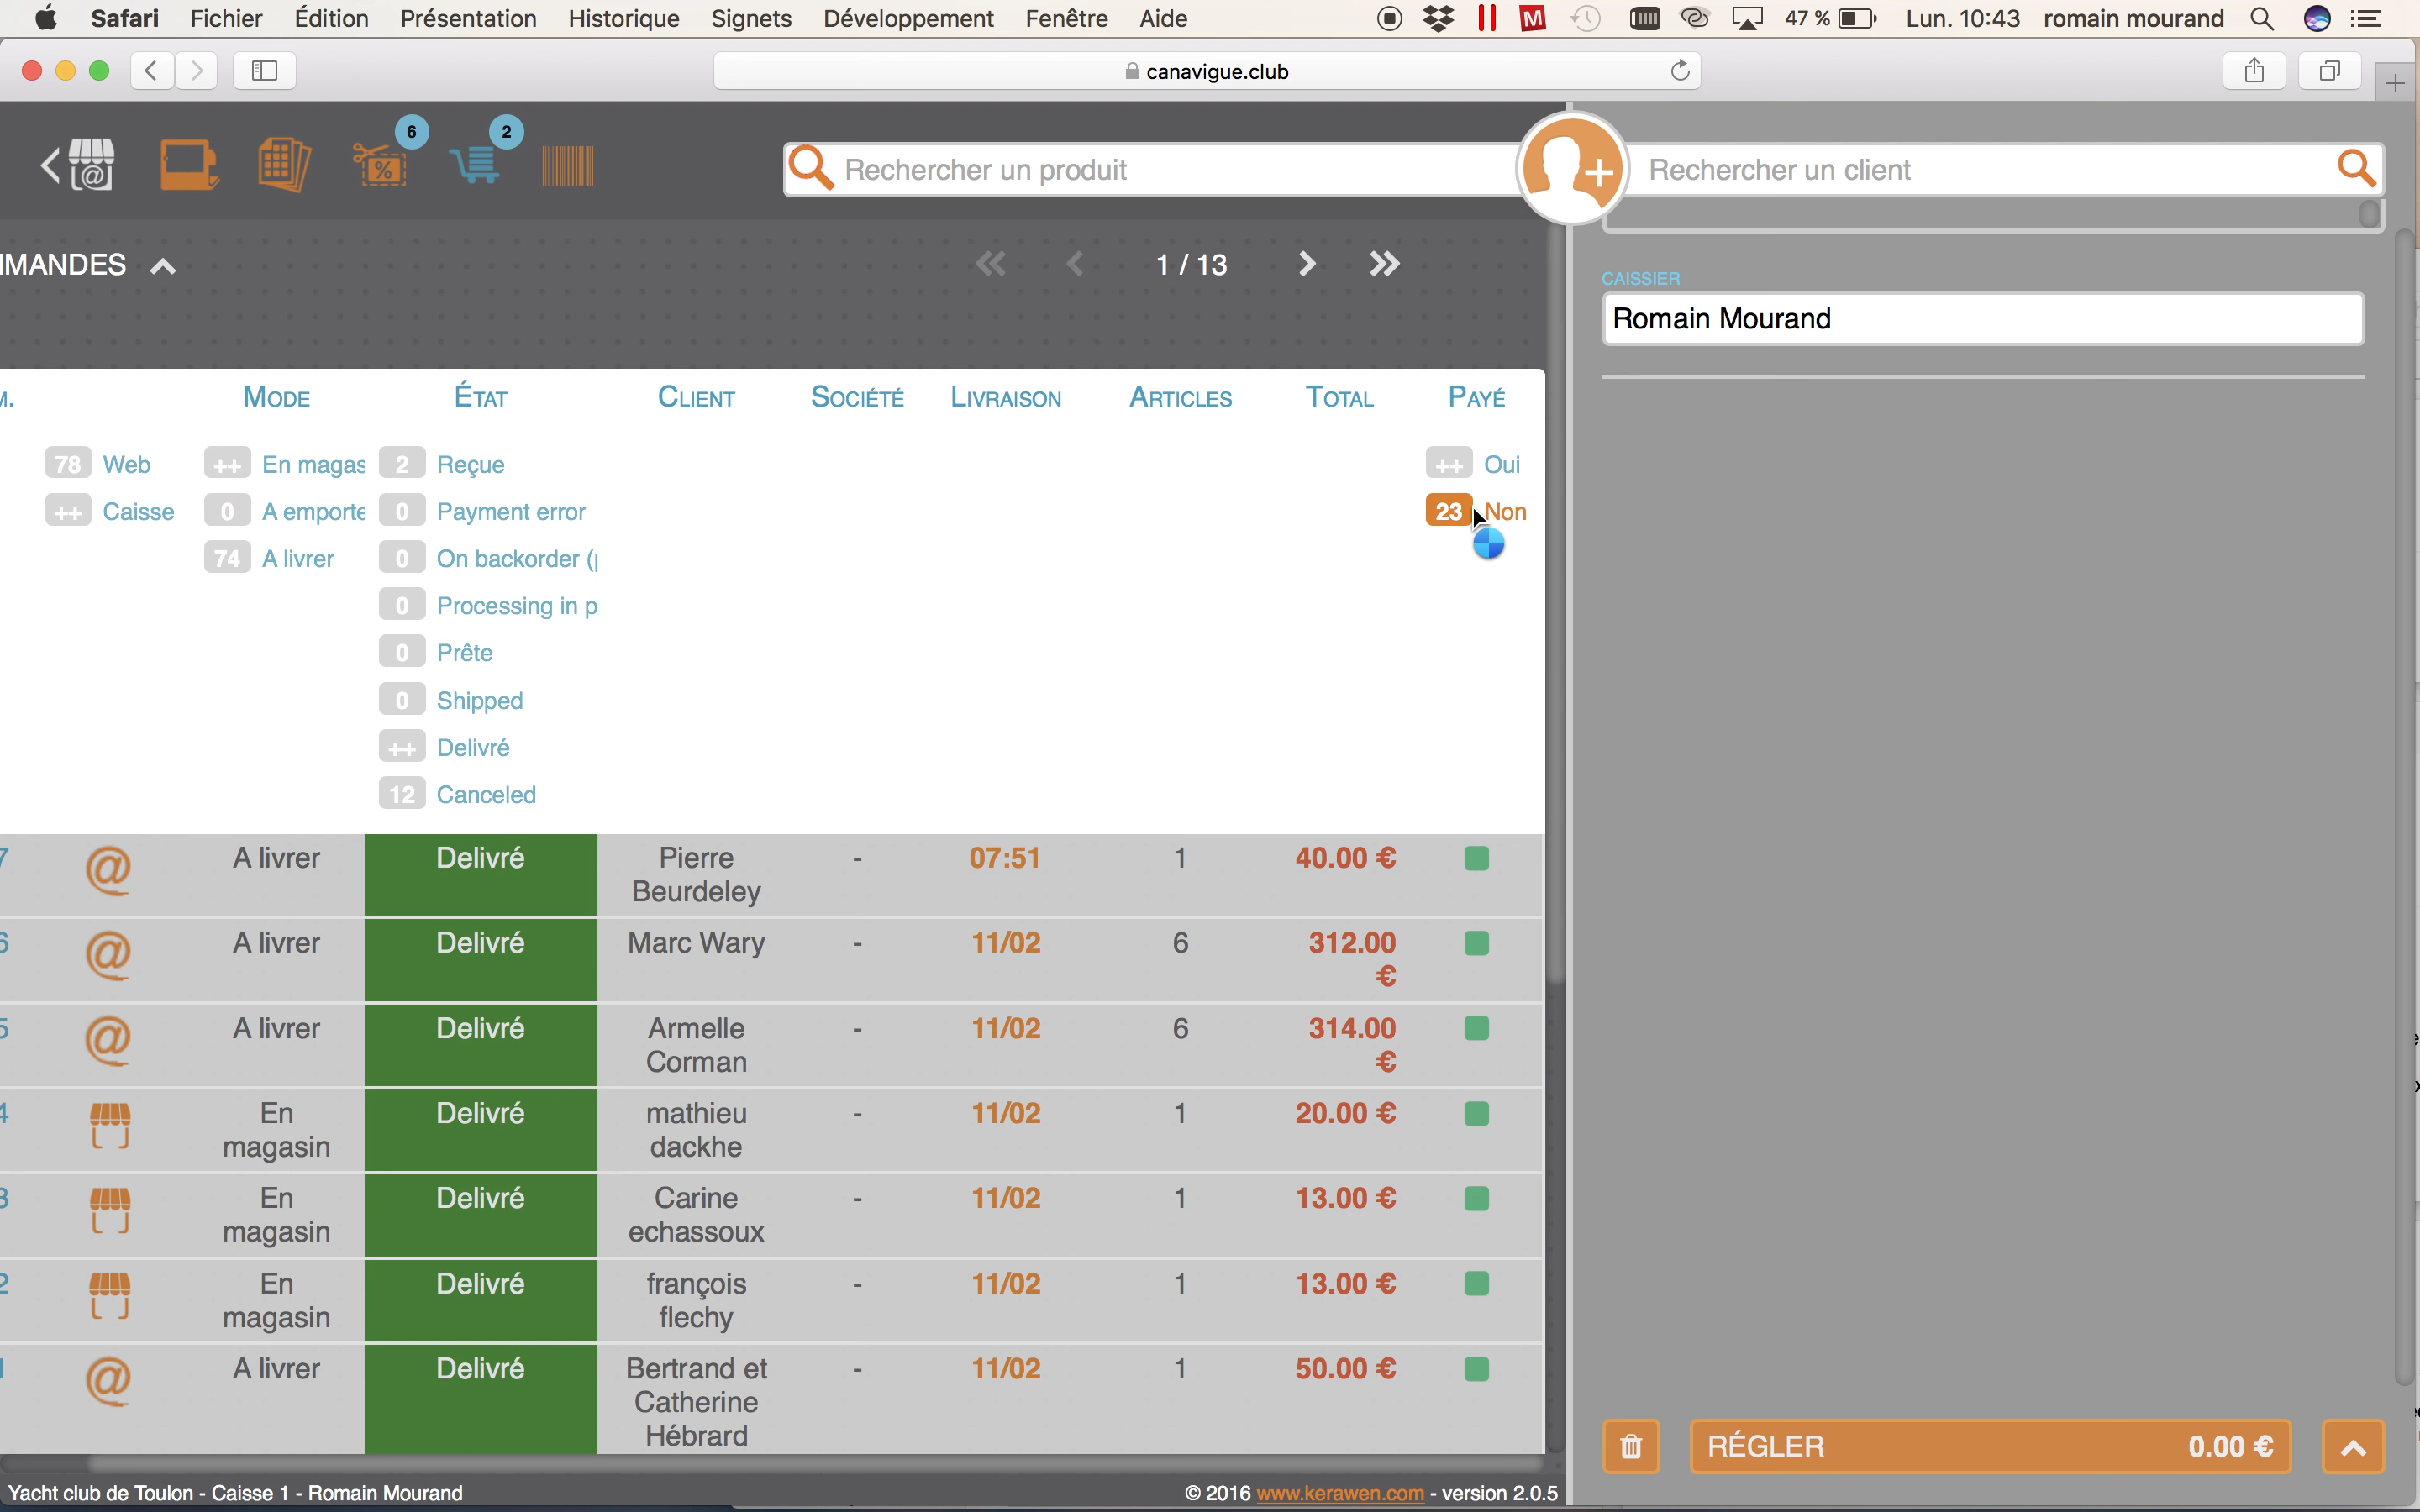 Safari Fichier Édition Présentation Historique Signets Développement Fenêtre Aide 47 % Lun. 10:43 romain mourand
canavigue.club
6 2
Rechercher un produit
Rechercher un client
MANDES
1 / 13
CAISSIER
Romain Mourand
MODE ÉTAT CLIENT SOCIÉTÉ LIVRAISON ARTICLES TOTAL PAYÉ
78 Web ++ En magas 2 Reçue ++ Oui
++ Caisse 0 A emporte 0 Payment error 23 Non
74 A livrer 0 On backorder (
0 Processing in p
0 Prête
0 Shipped
++ Delivré
12 Canceled
7 @ A livrer Delivré Pierre - 07:51 1 40.00 €
Beurdeley
6 @ A livrer Delivré Marc Wary - 11/02 6 312.00
€
5 @ A livrer Delivré Armelle - 11/02 6 314.00
Corman €
4 En Delivré mathieu - 11/02 1 20.00 €
magasin dackhe
3 En Delivré Carine - 11/02 1 13.00 €
magasin echassoux
2 En Delivré françois - 11/02 1 13.00 €
magasin flechy
1 @ A livrer Delivré Bertrand et - 11/02 1 50.00 €
Catherine
Hébrard
RÉGLER 0.00 €
Yacht club de Toulon - Caisse 1 - Romain Mourand
© 2016 www.kerawen.com - version 2.0.5